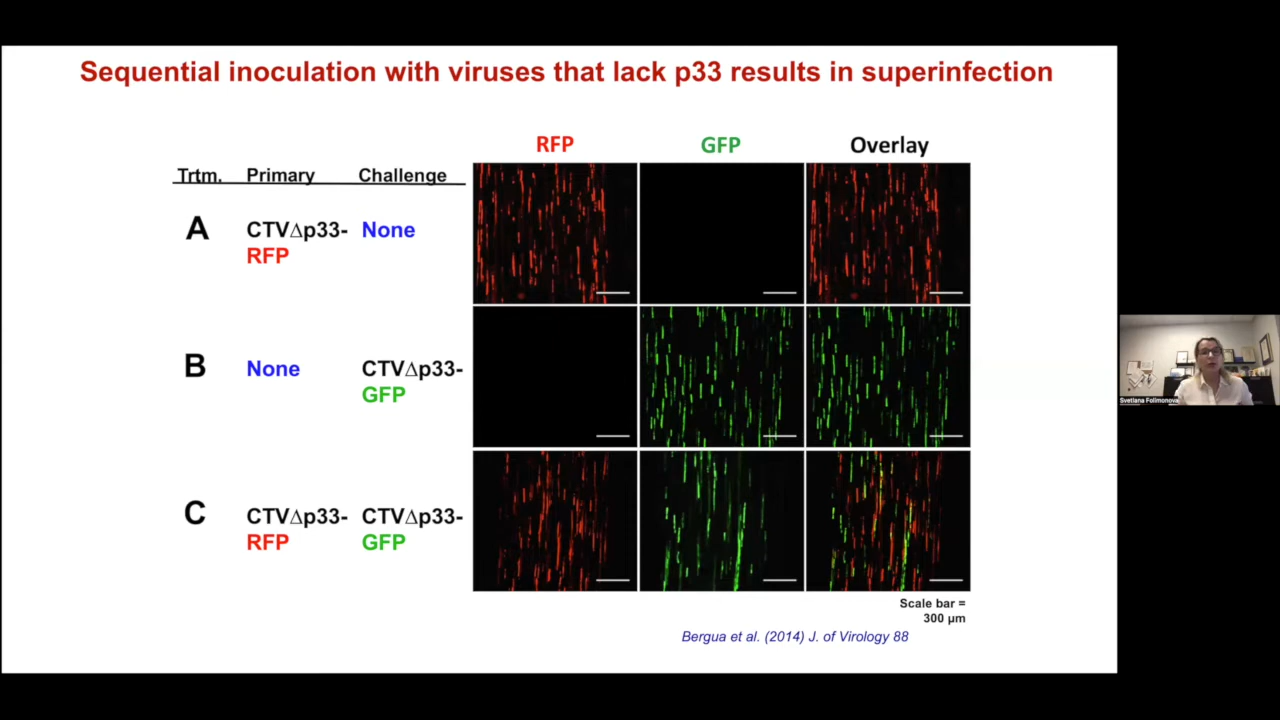 Sequential inoculation with viruses that lack p33 results in superinfection
RFP GFP Overlay
Trtm. Primary Challenge
A CTVΔp33- None
RFP
B None CTVΔp33-
GFP
C CTVΔp33- CTVΔp33-
RFP GFP
Scale bar =
300 µm
Bergua et al. (2014) J. of Virology 88
Svetlana Folimonova